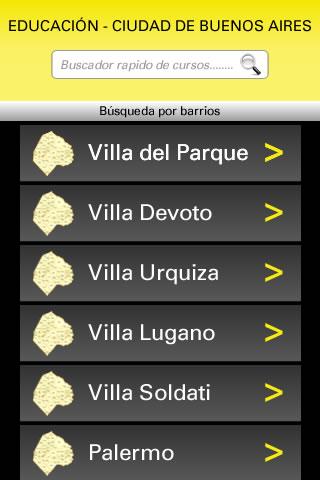 EDUCACIÓN - CIUDAD DE BUENOS AIRES
Buscador rapido de cursos........
Búsqueda por barrios
Villa del Parque >
Villa Devoto >
Villa Urquiza >
Villa Lugano >
Villa Soldati >
Palermo >